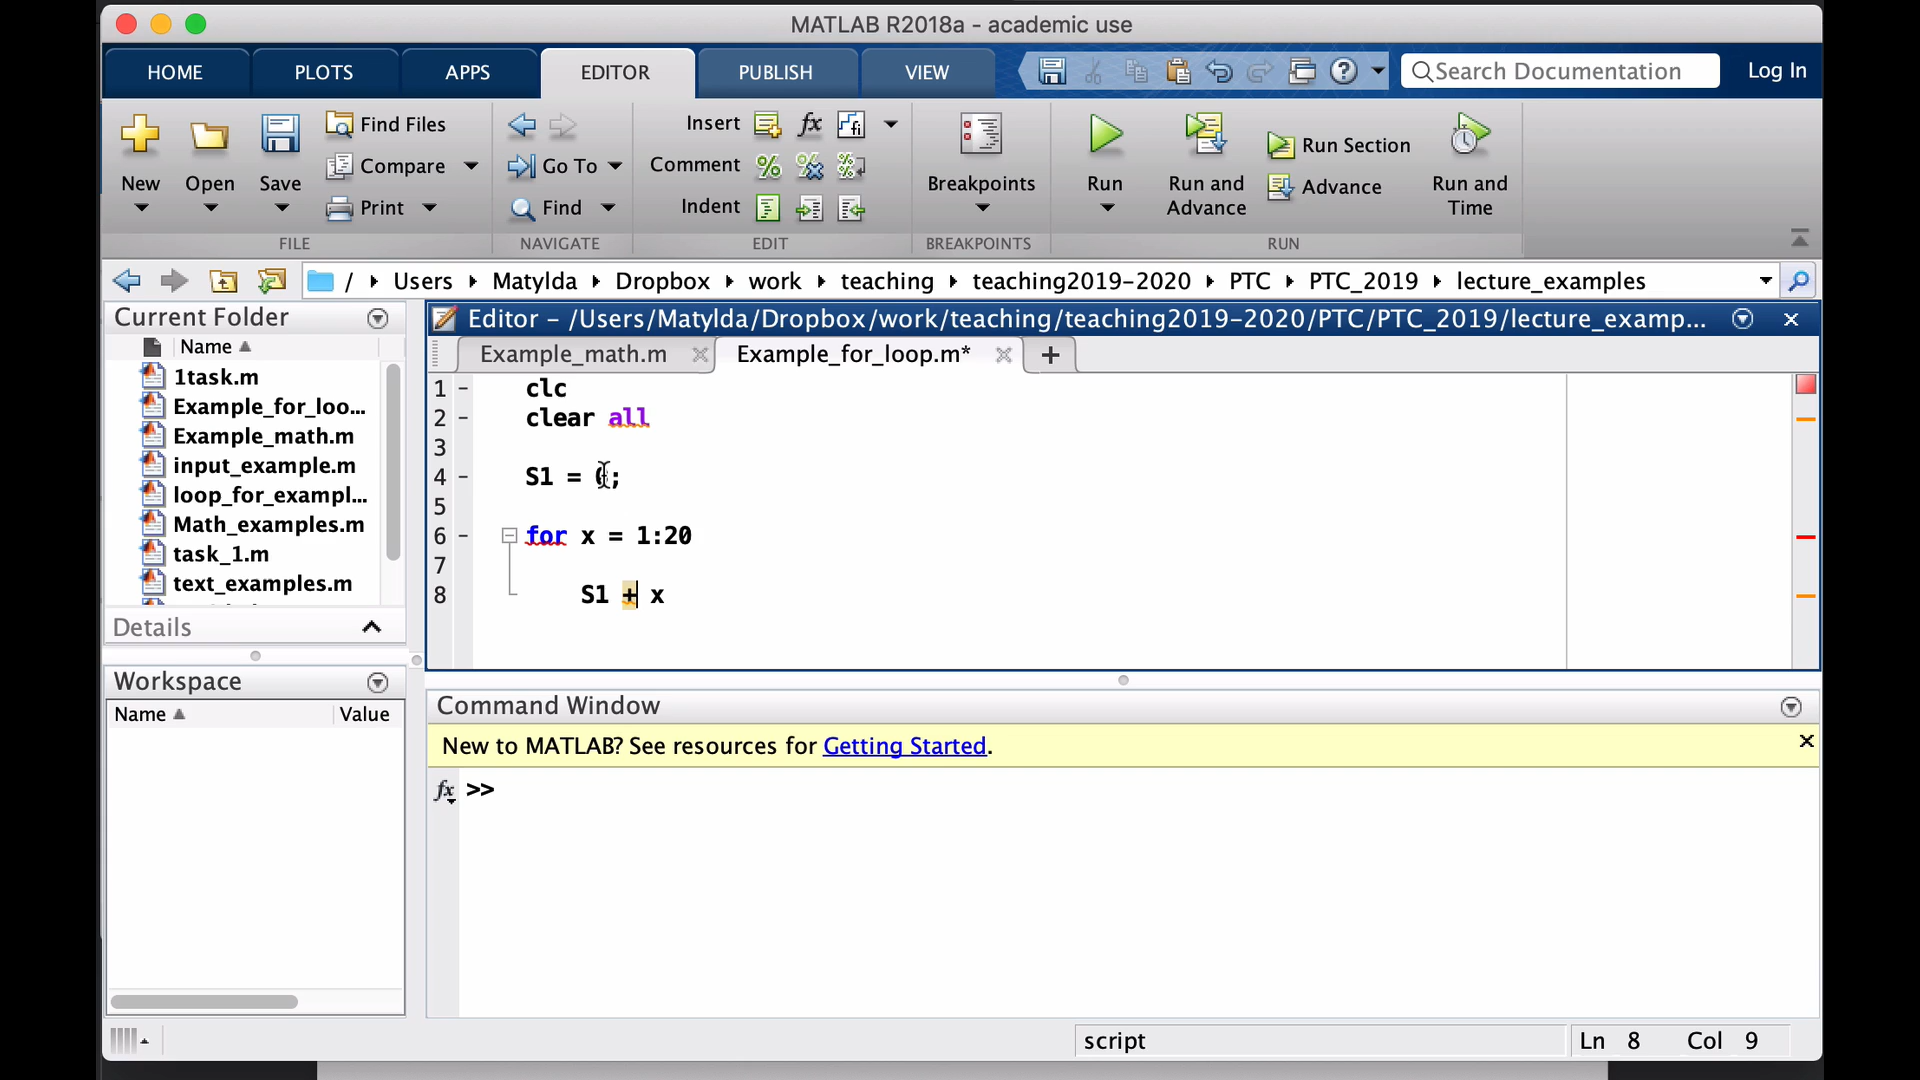 MATLAB R2018a - academic use
HOME PLOTS APPS EDITOR PUBLISH VIEW Search Documentation Log In
New Open Save Find Files Compare Print FILE
Go To Find NAVIGATE
Insert fx fi Comment % Indent EDIT
Breakpoints BREAKPOINTS
Run Run and Advance Run Section Advance Run and Time RUN
/ Users Matylda Dropbox work teaching teaching2019-2020 PTC PTC_2019 lecture_examples
Current Folder
Name
1task.m
Example_for_loo...
Example_math.m
input_example.m
loop_for_exampl...
Math_examples.m
task_1.m
text_examples.m
Details
Workspace
Name Value
Editor - /Users/Matylda/Dropbox/work/teaching/teaching2019-2020/PTC/PTC_2019/lecture_examp...
Example_math.m Example_for_loop.m* +
1 - clc
2 - clear all
3
4 - S1 = ;
5
6 - for x = 1:20
7
8 S1 + x
Command Window
New to MATLAB? See resources for Getting Started.
fx >>
script Ln 8 Col 9